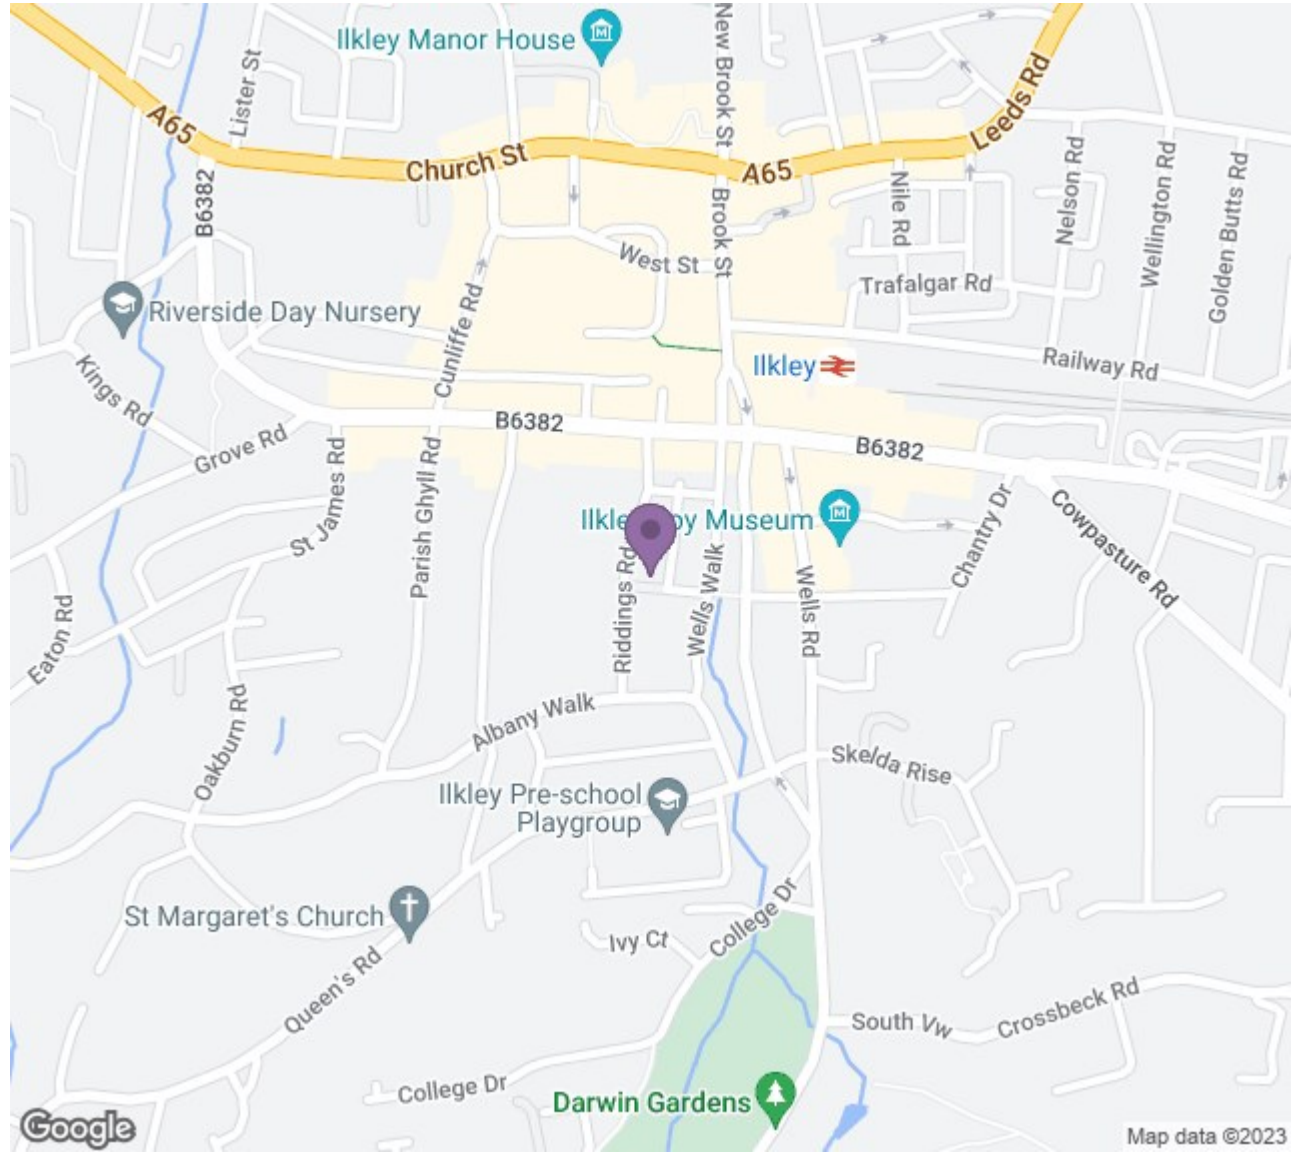 Ilkley Manor House
New Brook St
Lister St
A65
Leeds Rd
Church St
A65
B6382
Nile Rd
Nelson Rd
Wellington Rd
Golden Butts Rd
Brook St
West St
Trafalgar Rd
Riverside Day Nursery
Cunliffe Rd
Ilkley
Railway Rd
Kings Rd
B6382
B6382
Grove Rd
St James Rd
Parish Ghyll Rd
Chantry Dr
Cowpasture Rd
Museum
Riddings Rd
Wells Walk
Wells Rd
Eaton Rd
Oakburn Rd
Albany Walk
Skelda Rise
Ilkley Pre-school
Playgroup
St Margaret's Church
College Dr
Ivy Ct
Queen's Rd
Crossbeck Rd
South Vw
College Dr
Darwin Gardens
Google
Map data ©2023